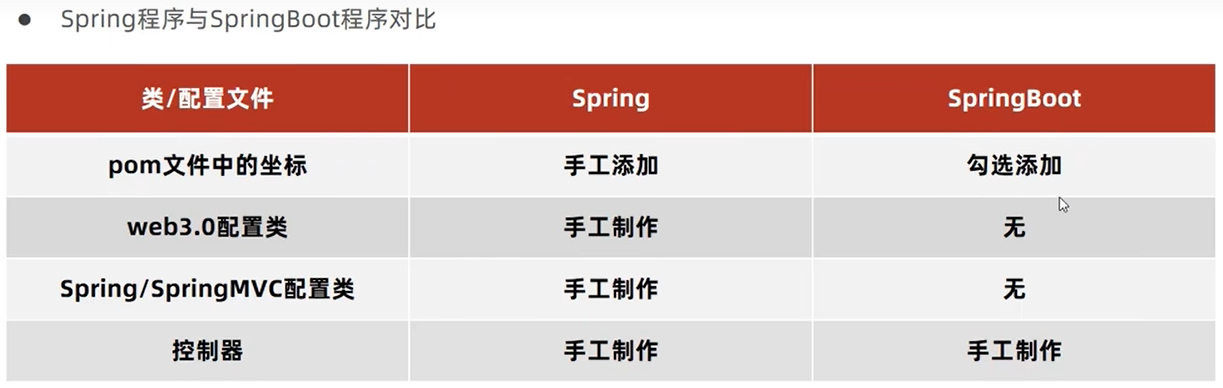 ● Spring程序与SpringBoot程序对比
类/配置文件 Spring SpringBoot
pom文件中的坐标 手工添加 勾选添加
web3.0配置类 手工制作 无
Spring/SpringMVC配置类 手工制作 无
控制器 手工制作 手工制作